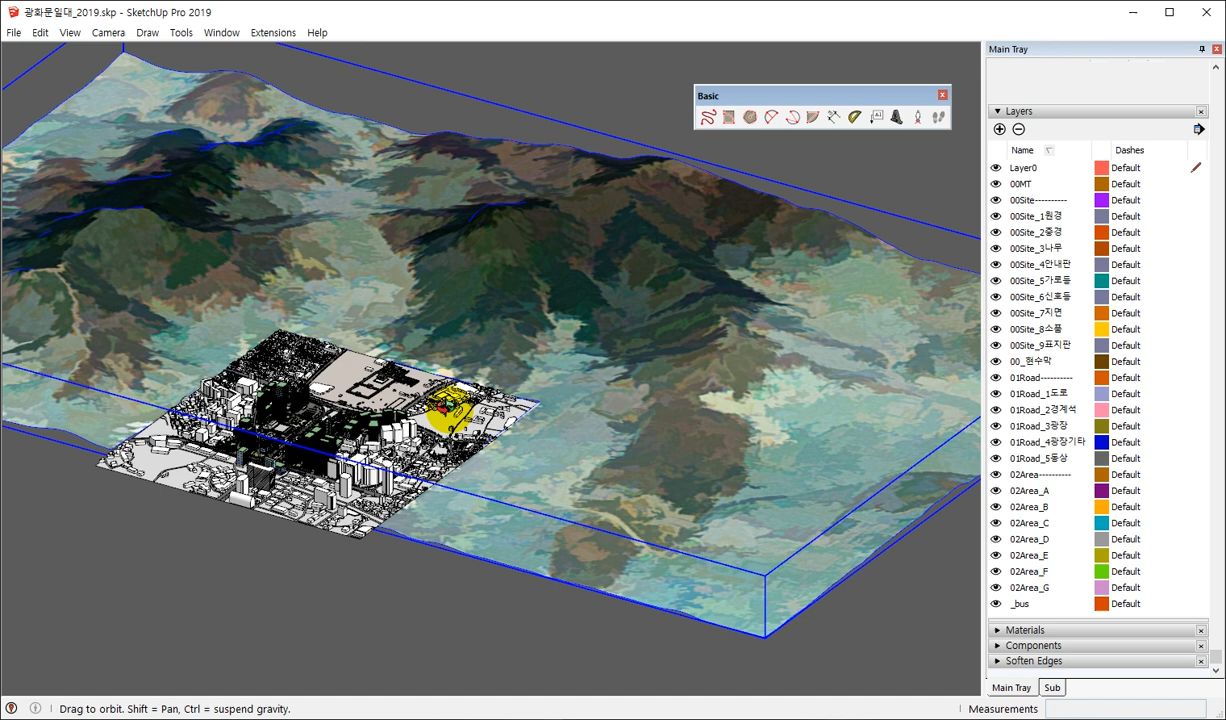 광화문일대_2019.skp - SketchUp Pro 2019
File Edit View Camera Draw Tools Window Extensions Help
Main Tray
Basic
Layers
Name Dashes
Layer0 Default
00MT Default
00Site---------- Default
00Site_1원경 Default
00Site_2중경 Default
00Site_3나무 Default
00Site_4안내판 Default
00Site_5가로등 Default
00Site_6신호등 Default
00Site_7지면 Default
00Site_8소품 Default
00Site_9표지판 Default
00_현수막 Default
01Road---------- Default
01Road_1도로 Default
01Road_2경계석 Default
01Road_3광장 Default
01Road_4광장기타 Default
01Road_5동상 Default
02Area---------- Default
02Area_A Default
02Area_B Default
02Area_C Default
02Area_D Default
02Area_E Default
02Area_F Default
02Area_G Default
_bus Default
Materials
Components
Soften Edges
Main Tray Sub
Drag to orbit. Shift = Pan, Ctrl = suspend gravity.
Measurements